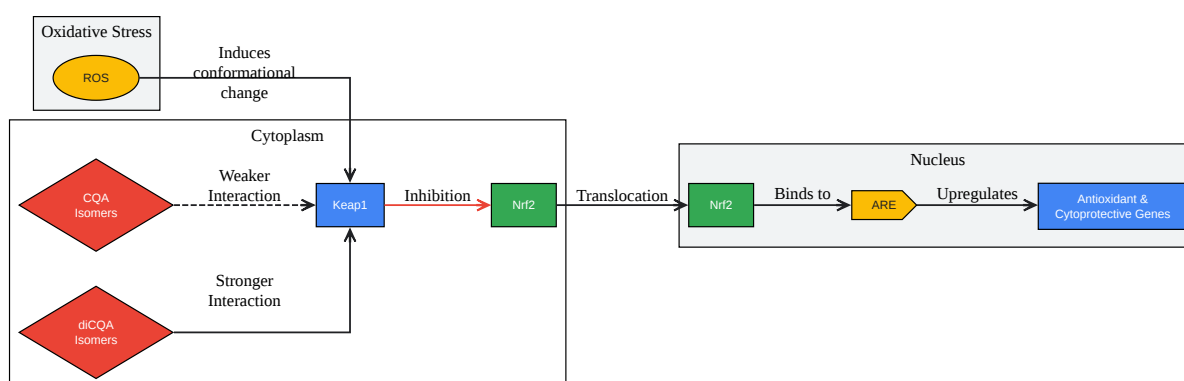 Oxidative Stress
ROS
Induces
conformational
change
Cytoplasm
CQA
Isomers
Weaker
Interaction
Keap1
Inhibition
Nrf2
Translocation
Nucleus
Nrf2
Binds to
ARE
Upregulates
Antioxidant &
Cytoprotective Genes
Stronger
Interaction
diCQA
Isomers